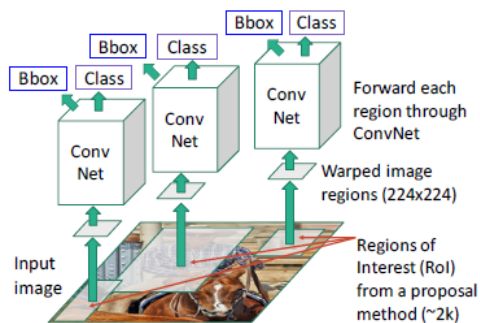 Bbox
Class
Bbox
Class
Bbox
Class
Conv
Net
Conv
Net
Conv
Net
Forward each
region through
ConvNet
Warped image
regions (224x224)
Input
image
Regions of
Interest (RoI)
from a proposal
method (~2k)